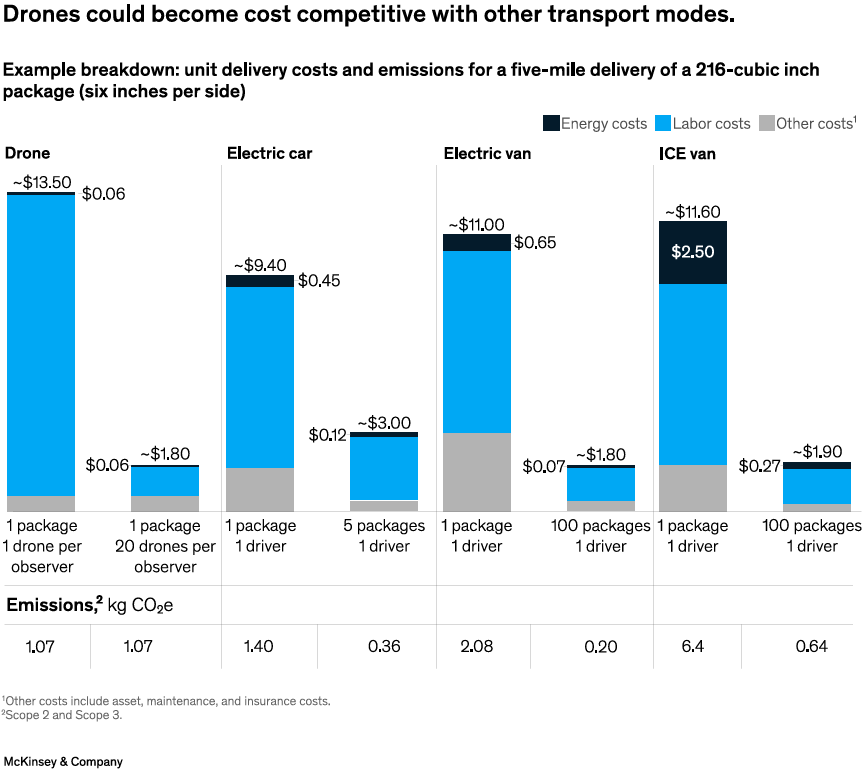 Drones could become cost competitive with other transport modes.
Example breakdown: unit delivery costs and emissions for a five-mile delivery of a 216-cubic inch
package (six inches per side)
Energy costs Labor costs Other costs¹
Drone
~$13.50
$0.06
$0.06
~$1.80
1 package
1 drone per
observer
1 package
20 drones per
observer
Electric car
~$9.40
$0.45
$0.12
~$3.00
1 package
1 driver
5 packages
1 driver
Electric van
~$11.00
$0.65
$0.07
~$1.80
1 package
1 driver
100 packages
1 driver
ICE van
~$11.60
$2.50
$0.27
~$1.90
1 package
1 driver
100 packages
1 driver
Emissions,² kg CO₂e
1.07 1.07 1.40 0.36 2.08 0.20 6.4 0.64
¹Other costs include asset, maintenance, and insurance costs.
²Scope 2 and Scope 3.
McKinsey & Company